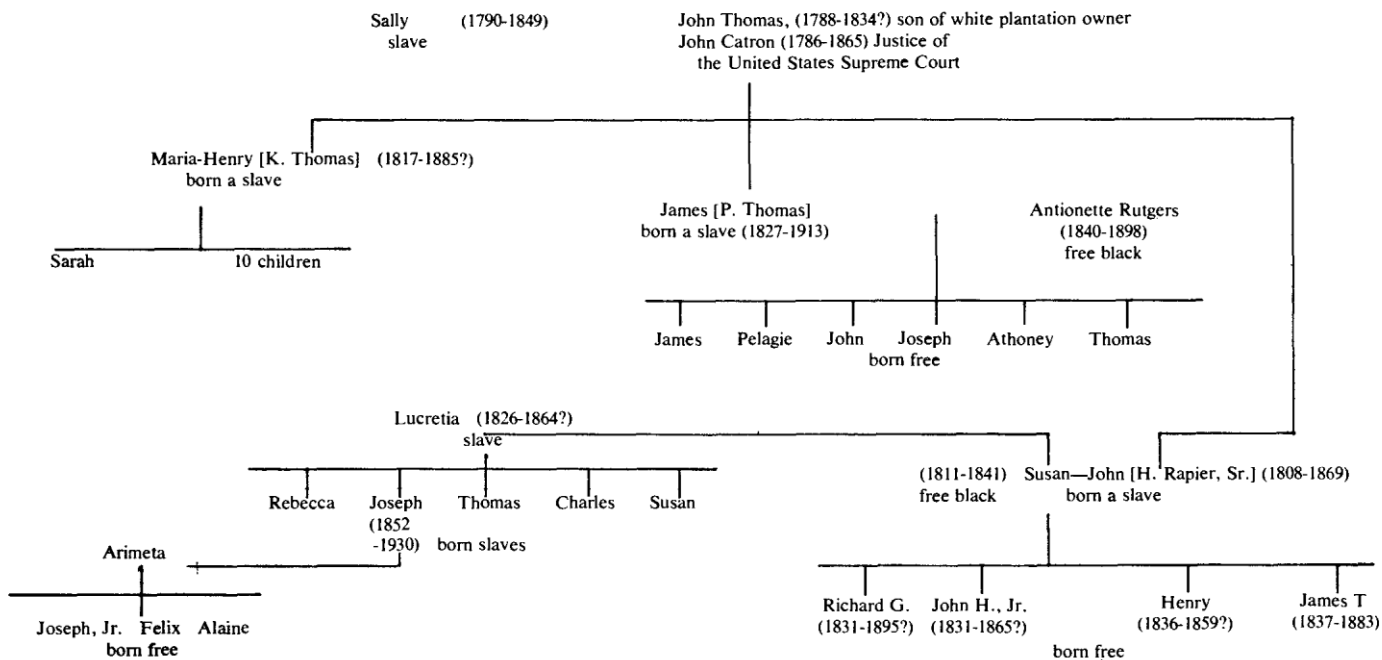 Sally (1790-1849)
slave
John Thomas, (1788-1834?) son of white plantation owner
John Catron (1786-1865) Justice of
the United States Supreme Court
Maria-Henry [K. Thomas] (1817-1885?)
born a slave
Sarah 10 children
James [P. Thomas]
born a slave (1827-1913)
Antionette Rutgers
(1840-1898)
free black
James Pelagie John Joseph Athoney Thomas
born free
Lucretia (1826-1864?)
slave
(1811-1841) Susan—John [H. Rapier, Sr.] (1808-1869)
free black born a slave
Rebecca Joseph Thomas Charles Susan
(1852
-1930) born slaves
Arimeta
Joseph, Jr. Felix Alaine
born free
Richard G. John H., Jr. Henry James T
(1831-1895?) (1831-1865?) (1836-1859?) (1837-1883)
born free